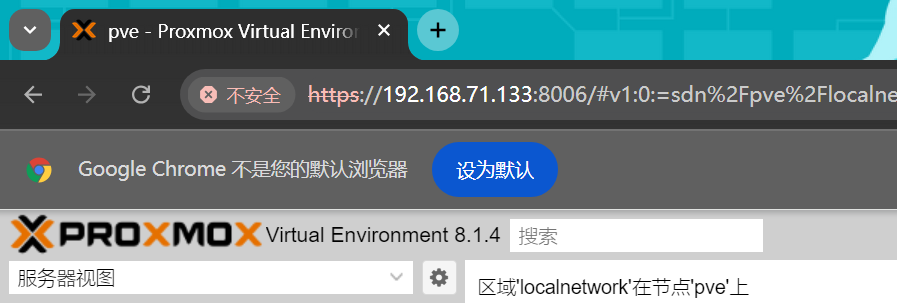 pve - Proxmox Virtual Enviro
不安全 https://192.168.71.133:8006/#v1:0:=sdn%2Fpve%2Flocalne
Google Chrome 不是您的默认浏览器 设为默认
PROXMOX Virtual Environment 8.1.4 搜索
服务器视图
区域'localnetwork'在节点'pve'上